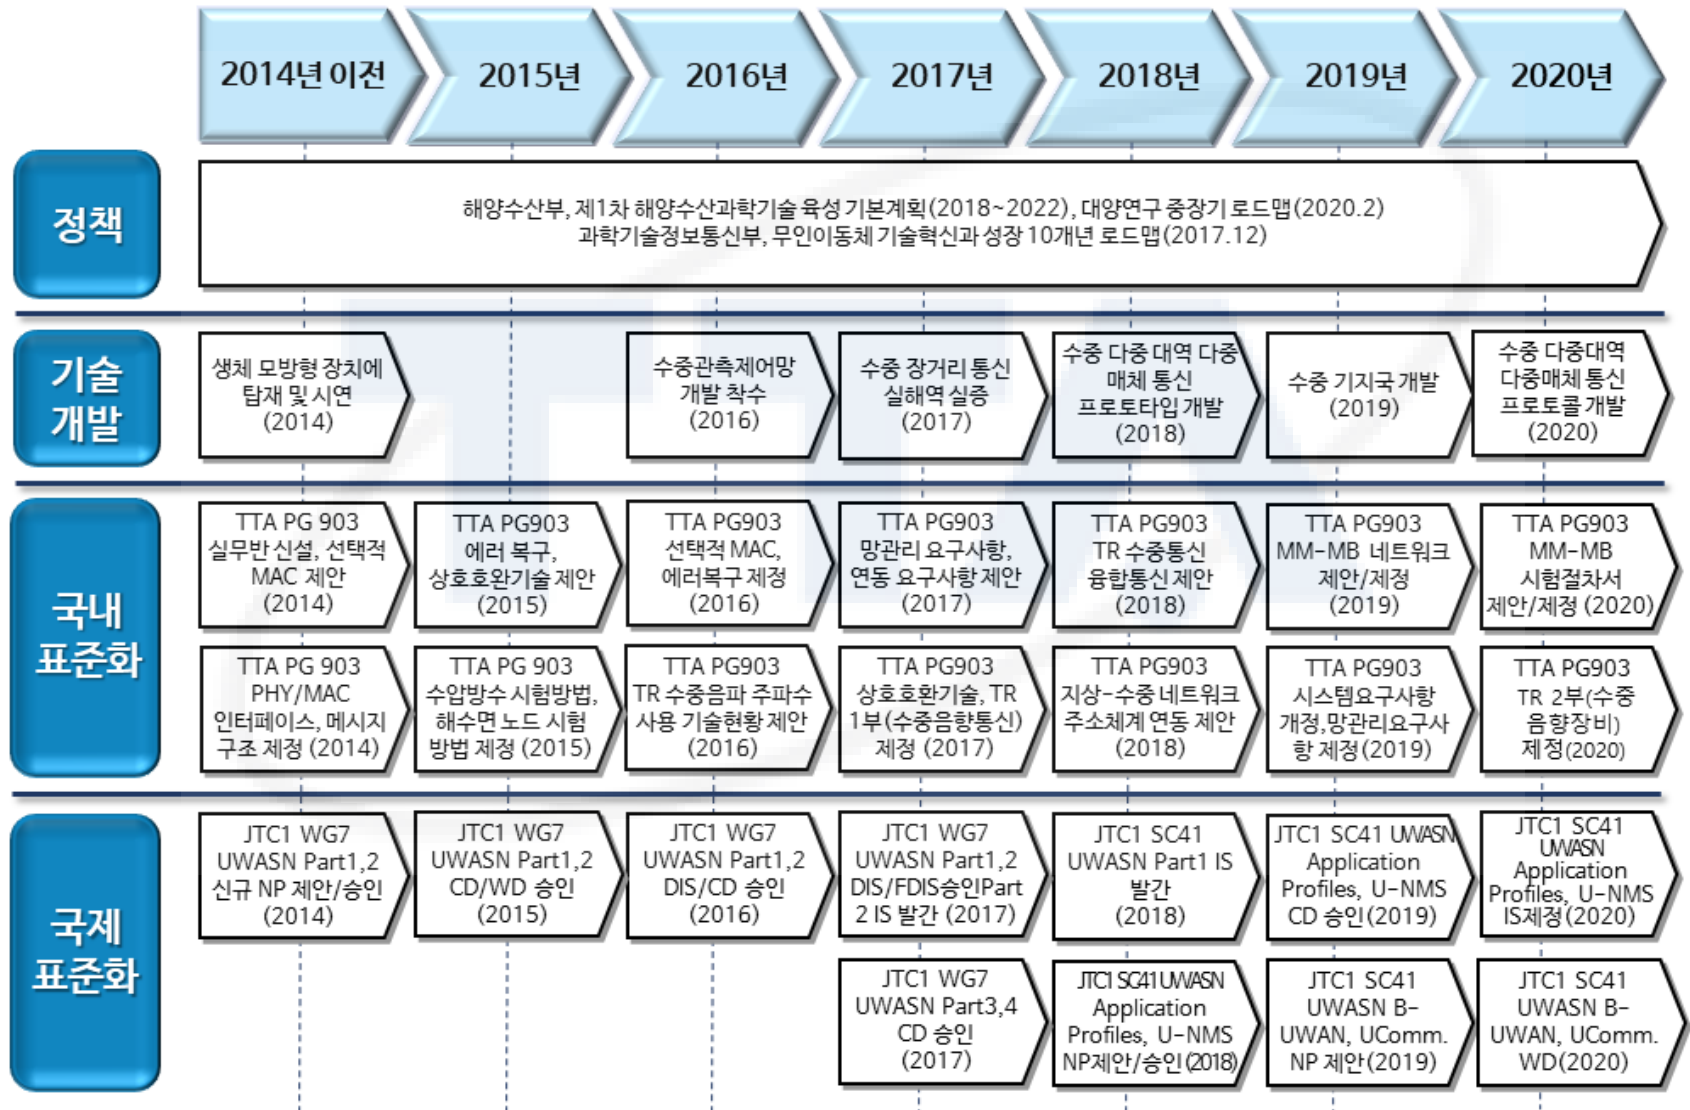 2014년 이전
2015년
2016년
2017년
2018년
2019년
2020년
정책
해양수산부, 제1차 해양수산과학기술 육성 기본계획(2018~2022), 대양연구 중장기 로드맵(2020.2)
과학기술정보통신부, 무인이동체 기술혁신과 성장 10개년 로드맵(2017.12)
기술
개발
생체 모방형 장치에
탑재 및 시연
(2014)
수중관측제어망
개발 착수
(2016)
수중 장거리 통신
실해역 실증
(2017)
수중 다중 대역 다중
매체 통신
프로토타입 개발
(2018)
수중 기지국 개발
(2019)
수중 다중대역
다중매체 통신
프로토콜 개발
(2020)
국내
표준화
TTA PG 903
실무반 신설, 선택적
MAC 제안
(2014)
TTA PG903
에러 복구,
상호호환기술 제안
(2015)
TTA PG903
선택적 MAC,
에러복구 제정
(2016)
TTA PG903
망관리 요구사항,
연동 요구사항 제안
(2017)
TTA PG903
TR 수중통신
융합통신 제안
(2018)
TTA PG903
MM-MB 네트워크
제안/제정
(2019)
TTA PG903
MM-MB
시험절차서
제안/제정 (2020)
TTA PG 903
PHY/MAC
인터페이스, 메시지
구조 제정 (2014)
TTA PG 903
수압방수 시험방법,
해수면 노드 시험
방법 제정 (2015)
TTA PG903
TR 수중음파 주파수
사용 기술현황 제안
(2016)
TTA PG903
상호호환기술, TR
1부(수중음향통신)
제정 (2017)
TTA PG903
지상-수중 네트워크
주소체계 연동 제안
(2018)
TTA PG903
시스템요구사항
개정,망관리요구사
항 제정(2019)
TTA PG903
TR 2부(수중
음향장비)
제정(2020)
국제
표준화
JTC1 WG7
UWASN Part1,2
신규 NP 제안/승인
(2014)
JTC1 WG7
UWASN Part1,2
CD/WD 승인
(2015)
JTC1 WG7
UWASN Part1,2
DIS/CD 승인
(2016)
JTC1 WG7
UWASN Part1,2
DIS/FDIS승인Part
2 IS 발간 (2017)
JTC1 SC41
UWASN Part1 IS
발간
(2018)
JTC1 SC41 UWASN
Application
Profiles, U-NMS
CD 승인(2019)
JTC1 SC41
UWASN
Application
Profiles, U-NMS
IS제정(2020)
JTC1 WG7
UWASN Part3,4
CD 승인
(2017)
JTC1 SC41 UWASN
Application
Profiles, U-NMS
NP제안/승인(2018)
JTC1 SC41
UWASN B-
UWAN, UComm.
NP 제안(2019)
JTC1 SC41
UWASN B-
UWAN, UComm.
WD(2020)
TTA